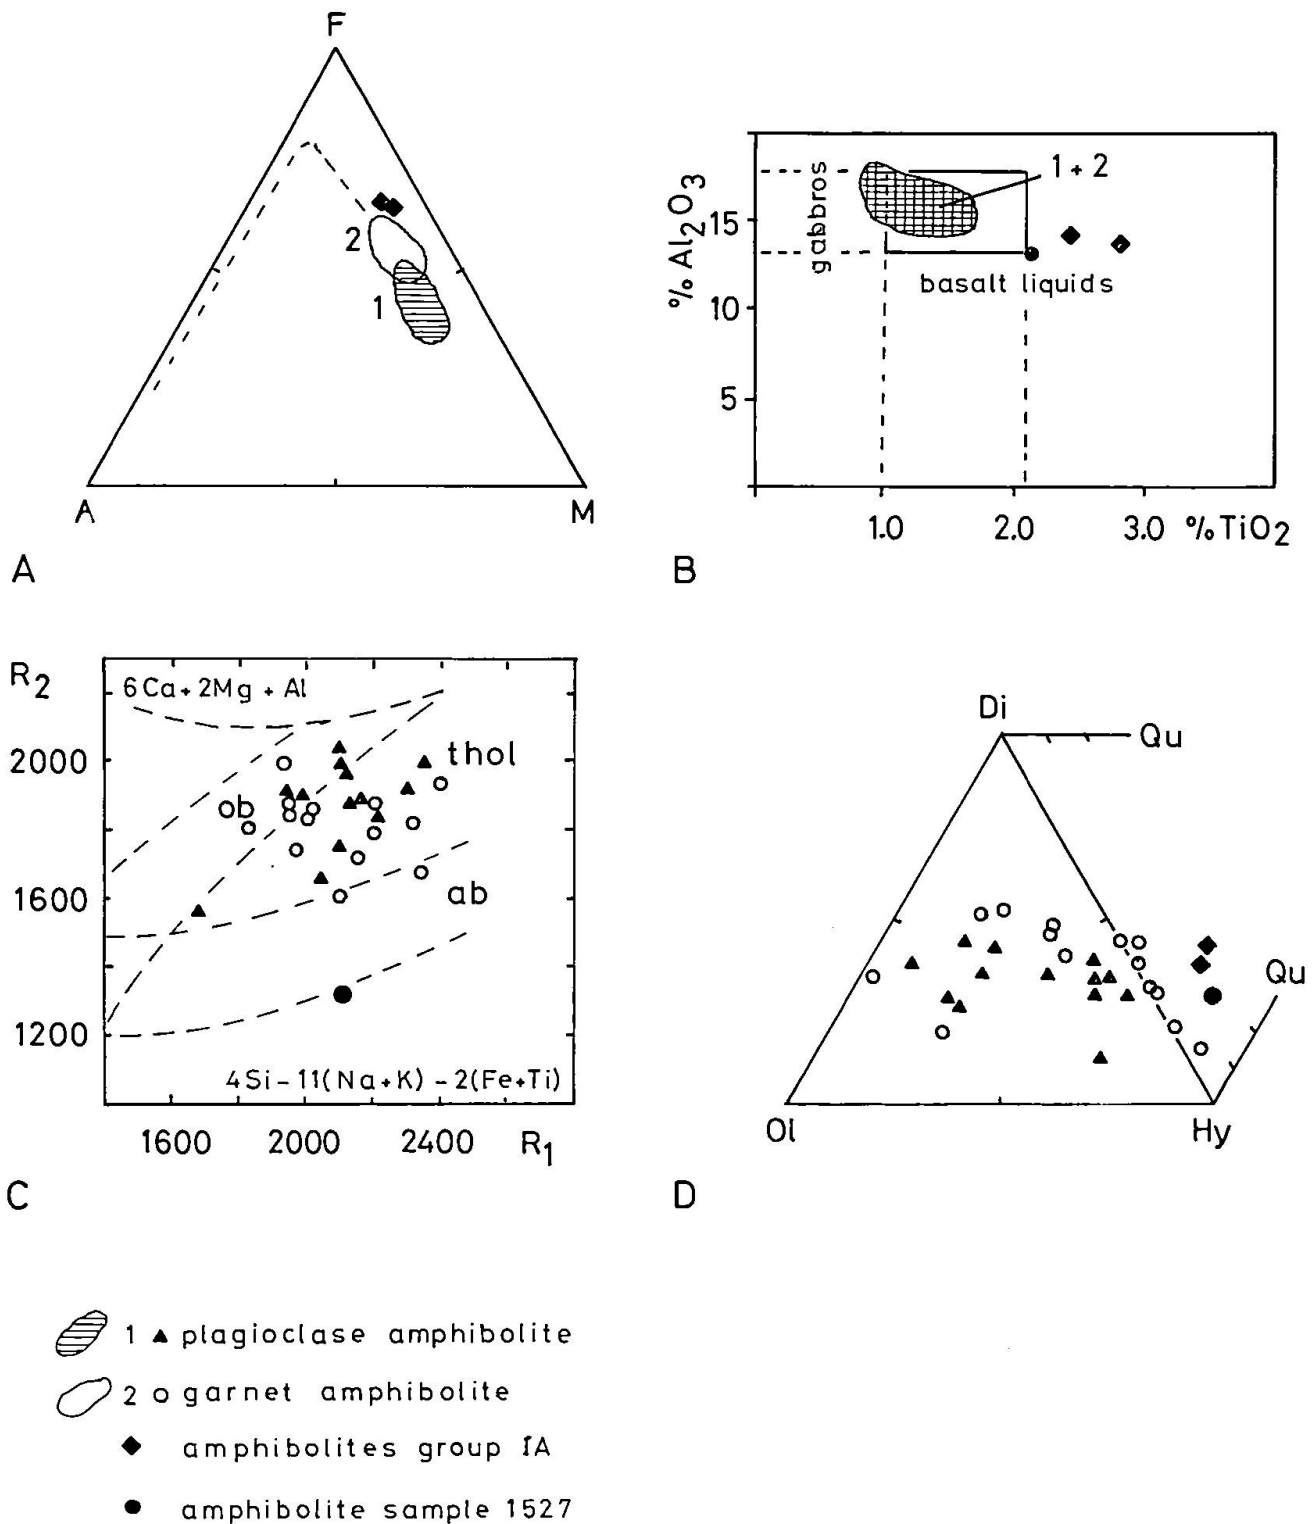 F
2
1
A
M
A
% Al2O3
15
10
5
gabbros
1 + 2
basalt liquids
1.0
2.0
3.0
% TiO2
B
R2
6Ca+2Mg + Al
2000
1600
1200
thol
ob
ab
4Si-11(Na+K)-2(Fe+Ti)
1600
2000
2400
R1
C
Di
Qu
Qu
Ol
Hy
D
1 ▲ plagioclase amphibolite
2 o garnet amphibolite
◆ amphibolites group IA
● amphibolite sample 1527